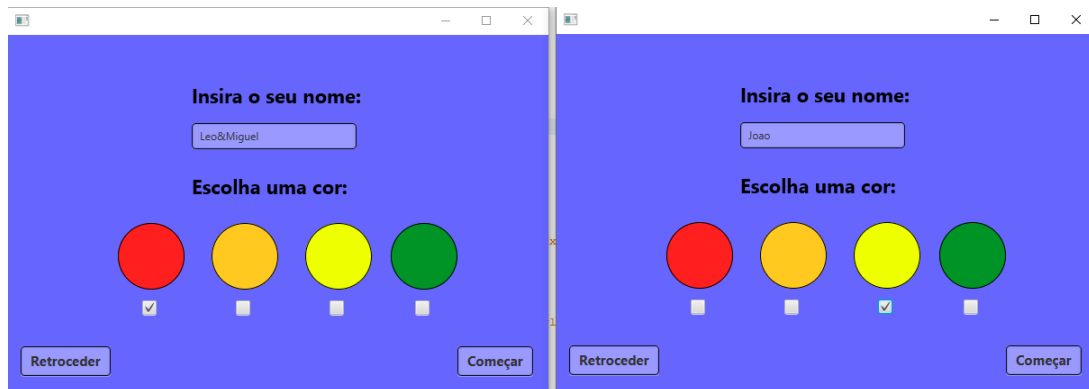 Insira o seu nome:
Leo&Miguel
Escolha uma cor:
Retroceder
Começar
Insira o seu nome:
Joao
Escolha uma cor:
Retroceder
Começar